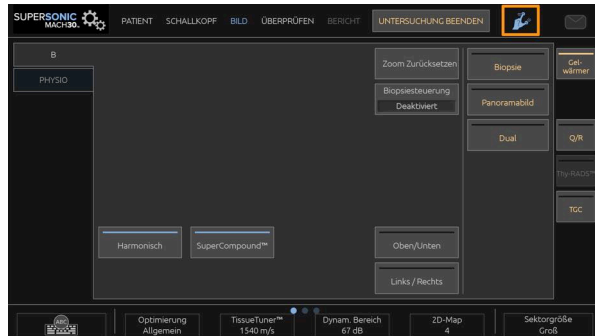 SUPERSONIC
MACH30.
PATIENT
SCHALLKOPF
BILD
ÜBERPRÜFEN
BERICHT
UNTERSUCHUNG BEENDEN
B
PHYSIO
Zoom Zurücksetzen
Biopsiesteuerung
Deaktiviert
Biopsie
Panoramabild
Dual
Gel-
wärmer
Q/R
Thy-RADS™
TGC
Harmonisch
SuperCompound™
Oben/Unten
Links / Rechts
ABC
Optimierung
Allgemein
TissueTuner™
1540 m/s
Dynam. Bereich
67 dB
2D-Map
4
Sektorgröße
Groß